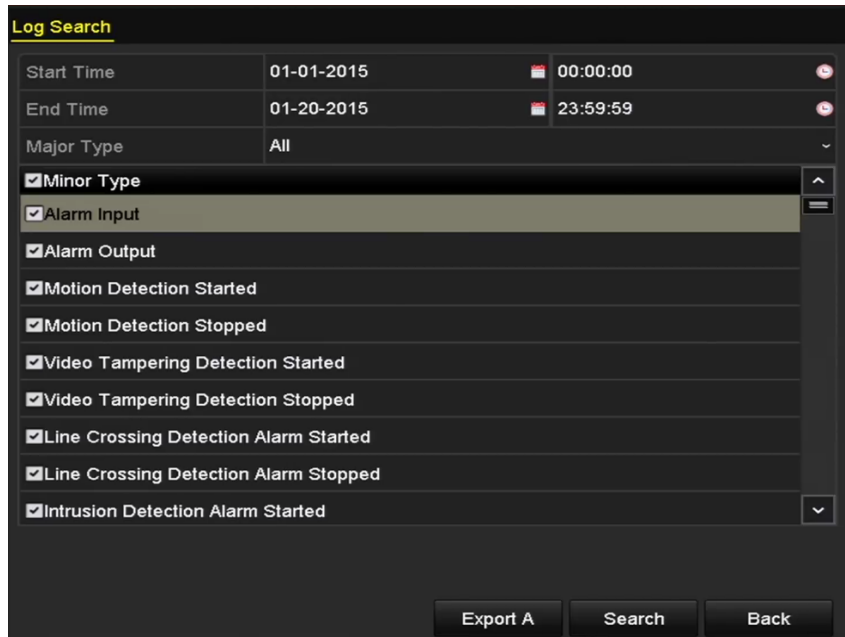 Log Search
Start Time 01-01-2015 00:00:00
End Time 01-20-2015 23:59:59
Major Type All
Minor Type
Alarm Input
Alarm Output
Motion Detection Started
Motion Detection Stopped
Video Tampering Detection Started
Video Tampering Detection Stopped
Line Crossing Detection Alarm Started
Line Crossing Detection Alarm Stopped
Intrusion Detection Alarm Started
Export A Search Back